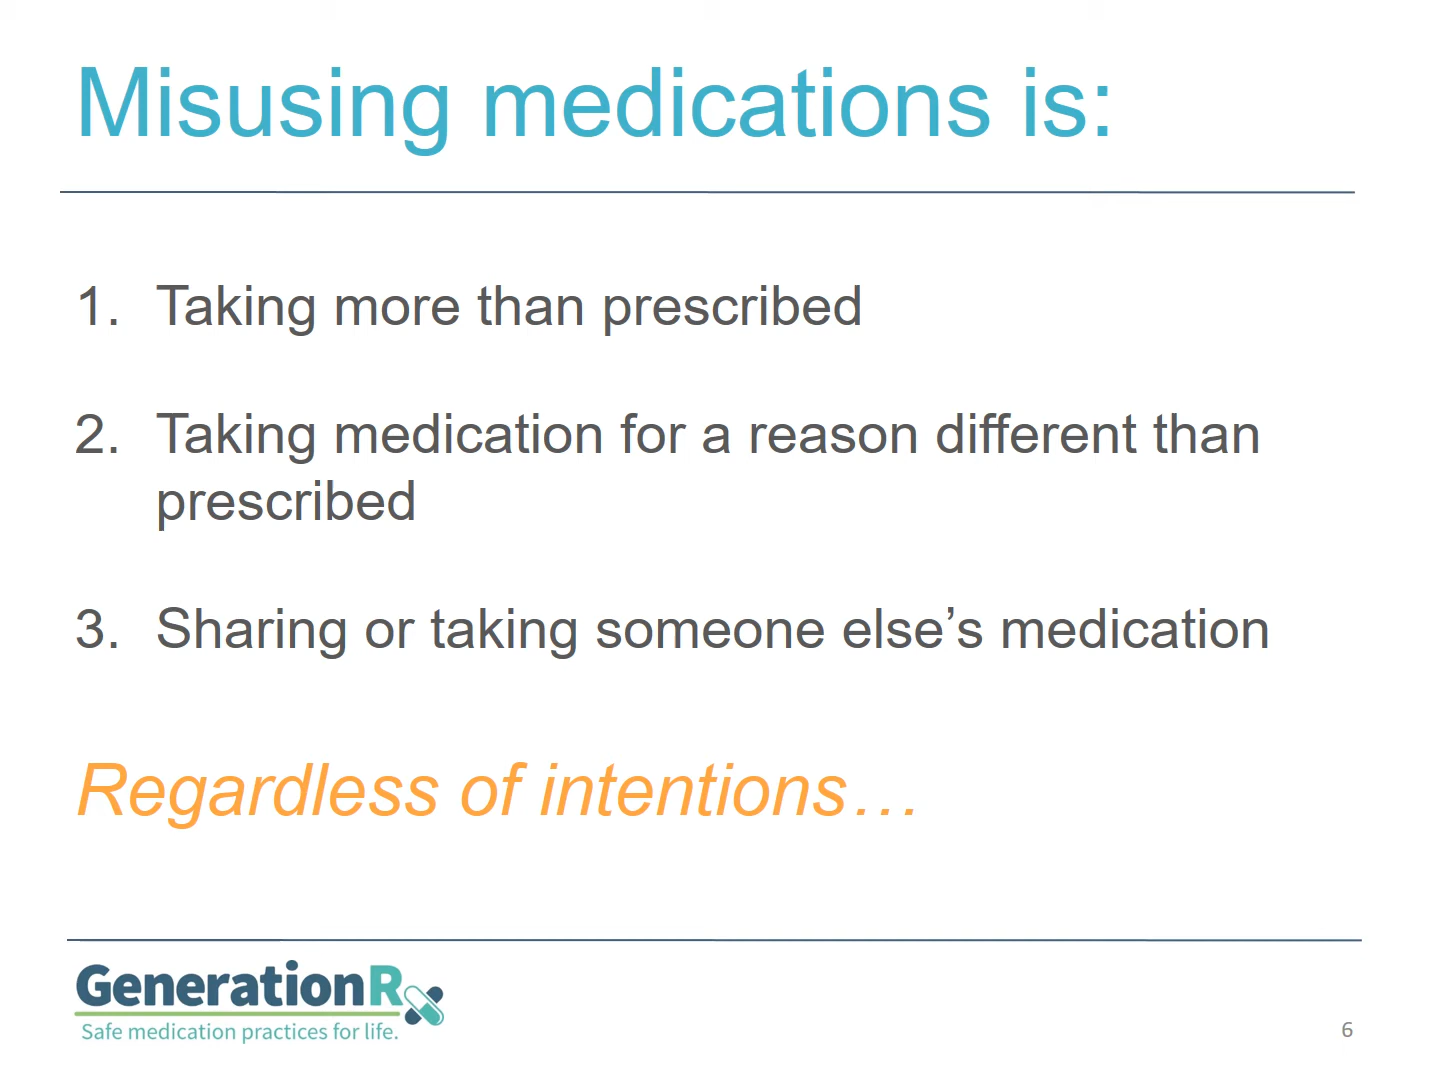 Misusing medications is:
1. Taking more than prescribed
2. Taking medication for a reason different than
prescribed
3. Sharing or taking someone else’s medication
Regardless of intentions…
GenerationRx
Safe medication practices for life.
6